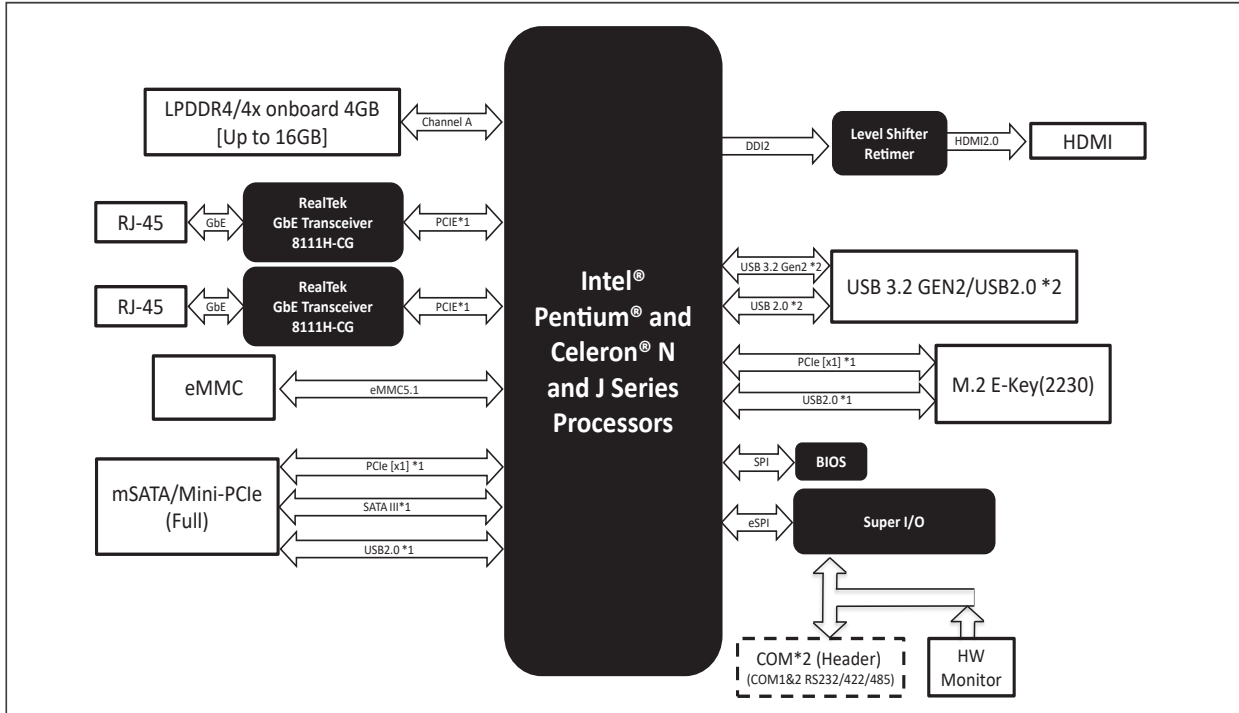 LPDDR4/4x onboard 4GB
[Up to 16GB]
Channel A
RJ-45
GbE
RealTek
GbE Transceiver
8111H-CG
PCIE*1
RJ-45
GbE
RealTek
GbE Transceiver
8111H-CG
PCIE*1
eMMC
eMMC5.1
mSATA/Mini-PCIe
(Full)
PCIe [x1] *1
SATA III*1
USB2.0 *1
Intel®
Pentium® and
Celeron® N
and J Series
Processors
DDI2
Level Shifter
Retimer
HDMI2.0
HDMI
USB 3.2 Gen2 *2
USB 2.0 *2
USB 3.2 GEN2/USB2.0 *2
PCIe [x1] *1
USB2.0 *1
M.2 E-Key(2230)
SPI
BIOS
eSPI
Super I/O
COM*2 (Header)
(COM1&2 RS232/422/485)
HW
Monitor